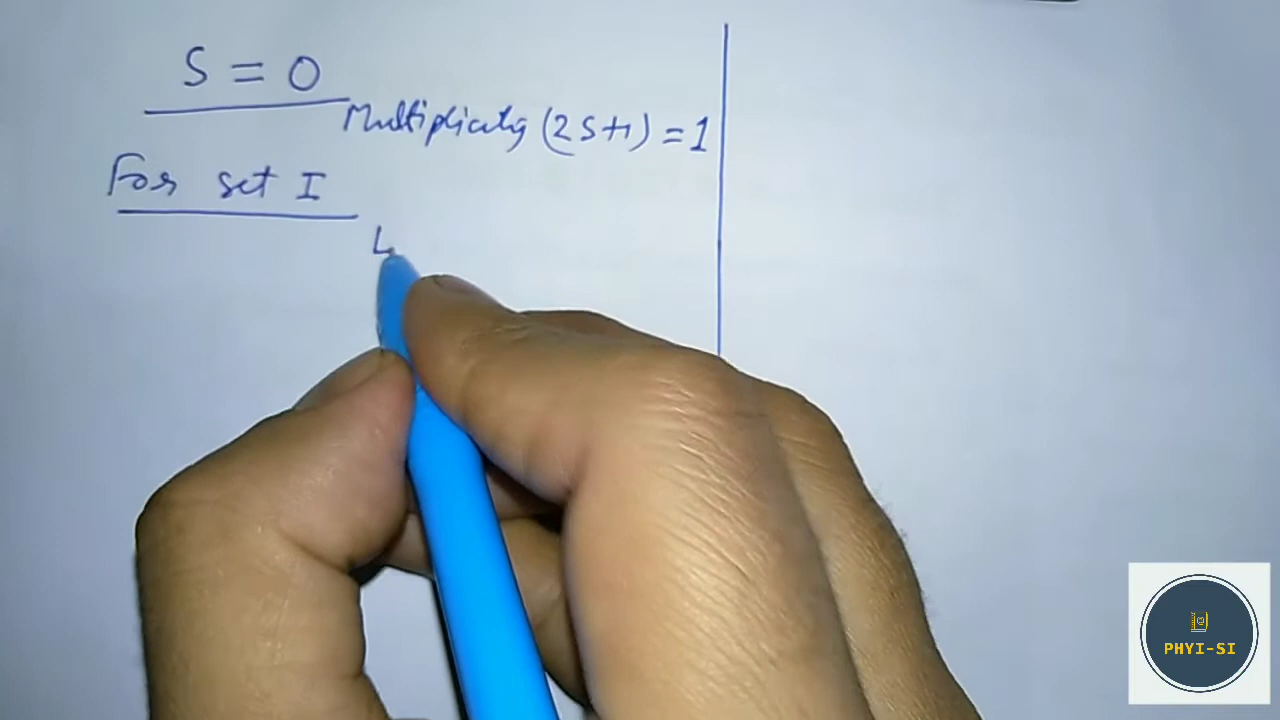 S = 0
Multiplicity (2S+1) = 1
For set I
L
PHYI-SI